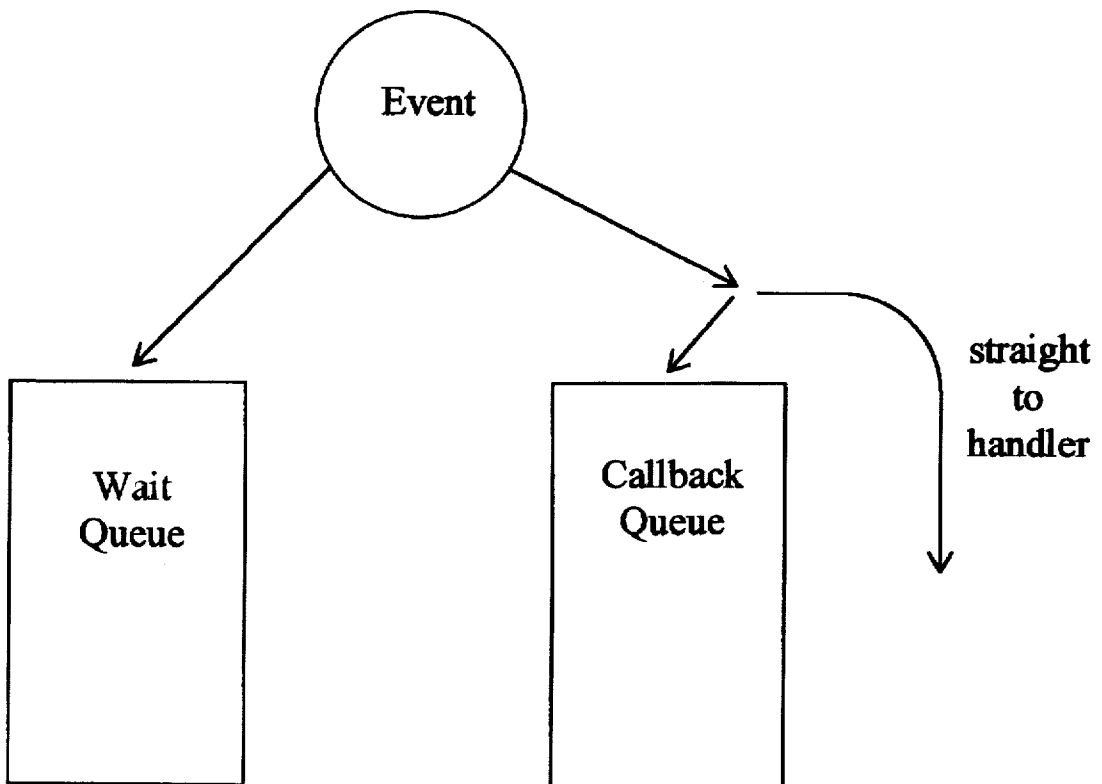 Event
straight
to
handler
Wait
Queue
Callback
Queue